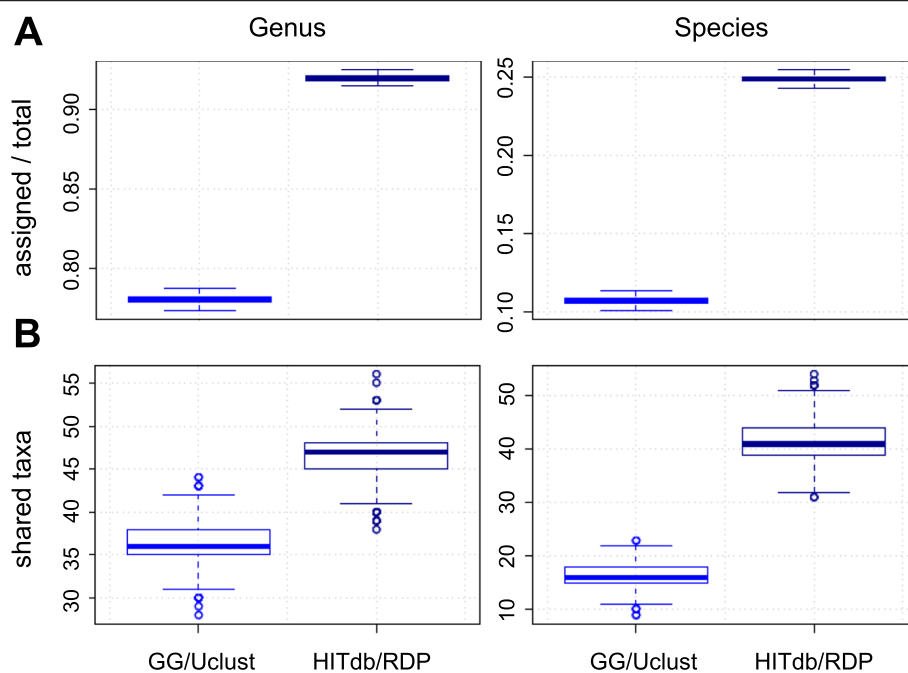 A
Genus
Species
assigned / total
0.90
0.85
0.80
0.25
0.20
0.15
0.10
B
shared taxa
55
50
45
40
35
30
50
40
30
20
10
GG/Uclust HITdb/RDP
GG/Uclust HITdb/RDP